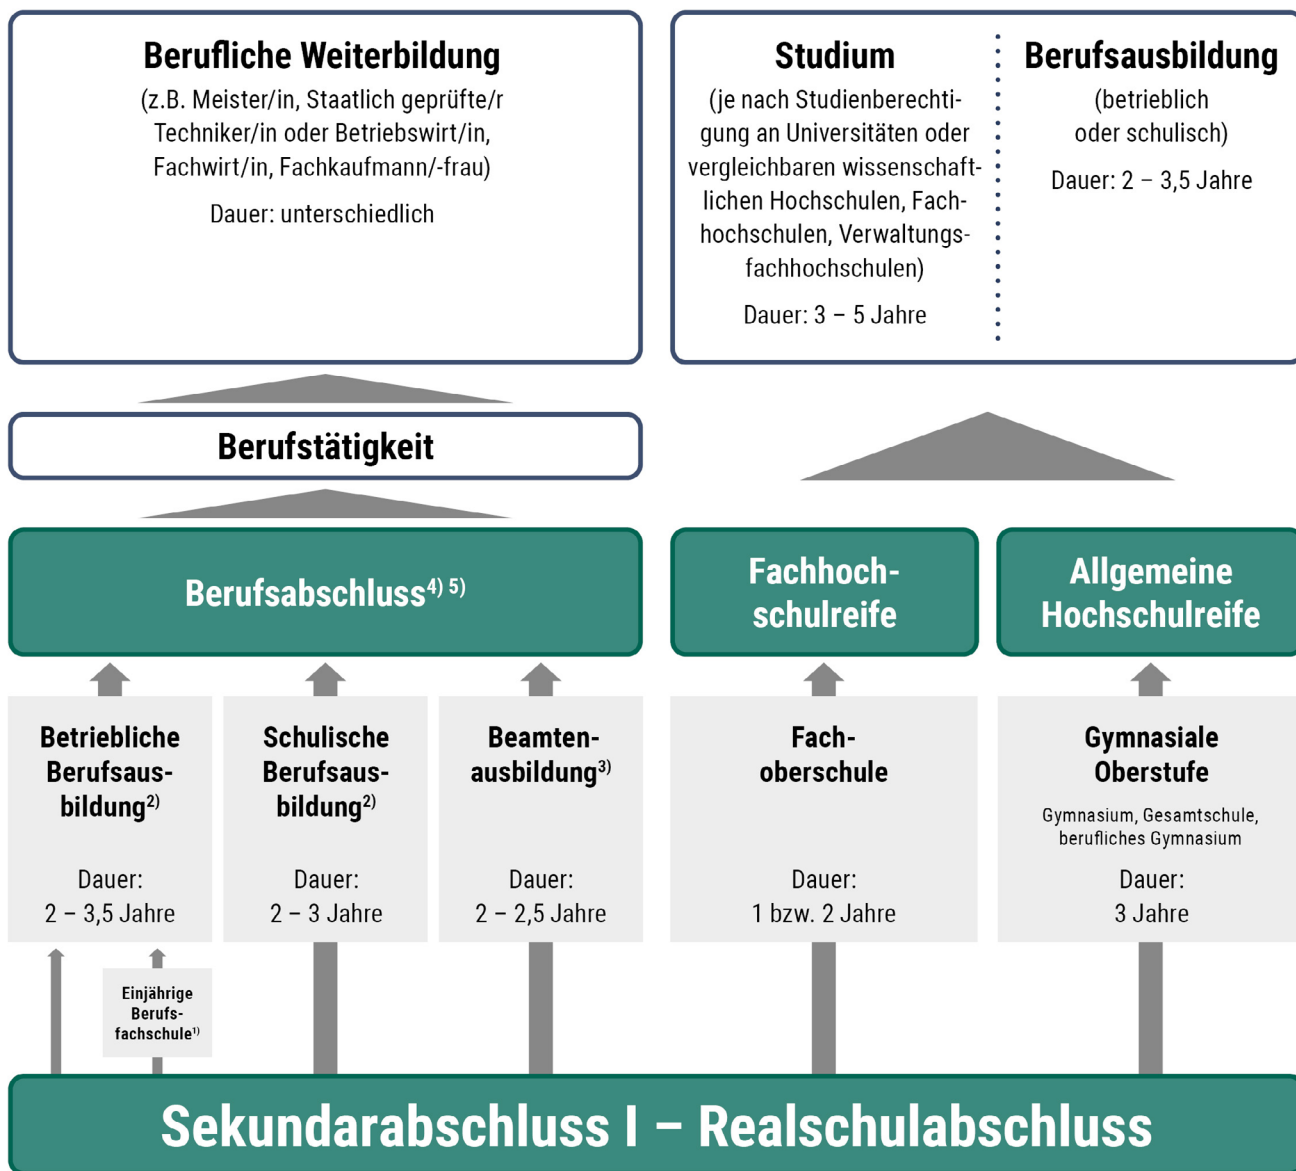 Berufliche Weiterbildung
(z.B. Meister/in, Staatlich geprüfte/r
Techniker/in oder Betriebswirt/in,
Fachwirt/in, Fachkaufmann/-frau)
Dauer: unterschiedlich
Studium
(je nach Studienberechti-
gung an Universitäten oder
vergleichbaren wissenschaft-
lichen Hochschulen, Fach-
hochschulen, Verwaltungs-
fachhochschulen)
Dauer: 3 – 5 Jahre
Berufsausbildung
(betrieblich
oder schulisch)
Dauer: 2 – 3,5 Jahre
Berufstätigkeit
Berufsabschluss4) 5)
Fachhoch-
schulreife
Allgemeine
Hochschulreife
Betriebliche
Berufsaus-
bildung2)
Dauer:
2 – 3,5 Jahre
Schulische
Berufsaus-
bildung2)
Dauer:
2 – 3 Jahre
Beamten-
ausbildung3)
Dauer:
2 – 2,5 Jahre
Fach-
oberschule
Dauer:
1 bzw. 2 Jahre
Gymnasiale
Oberstufe
Gymnasium, Gesamtschule,
berufliches Gymnasium
Dauer:
3 Jahre
Einjährige
Berufs-
fachschule1)
Sekundarabschluss I – Realschulabschluss